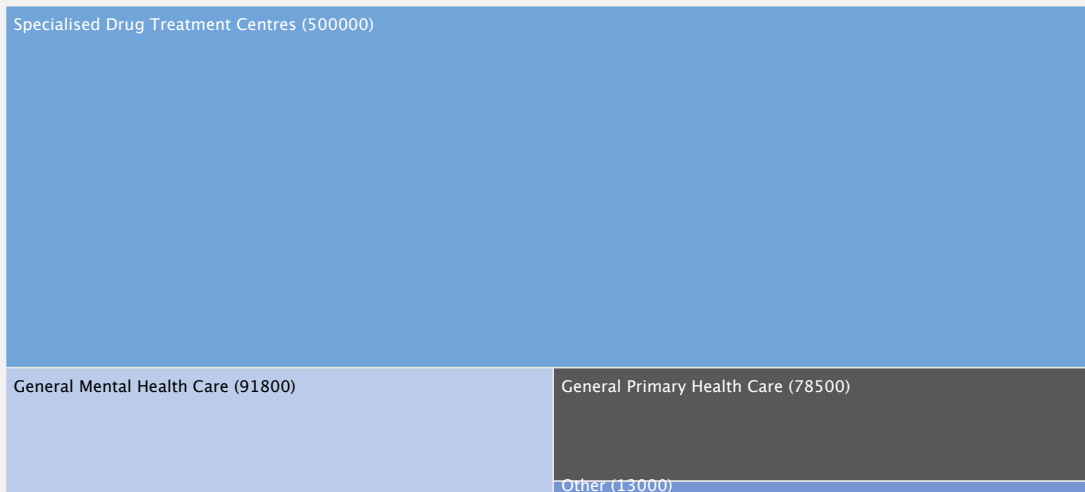 Specialised Drug Treatment Centres (500000)
General Mental Health Care (91800)
General Primary Health Care (78500)
Other (13000)